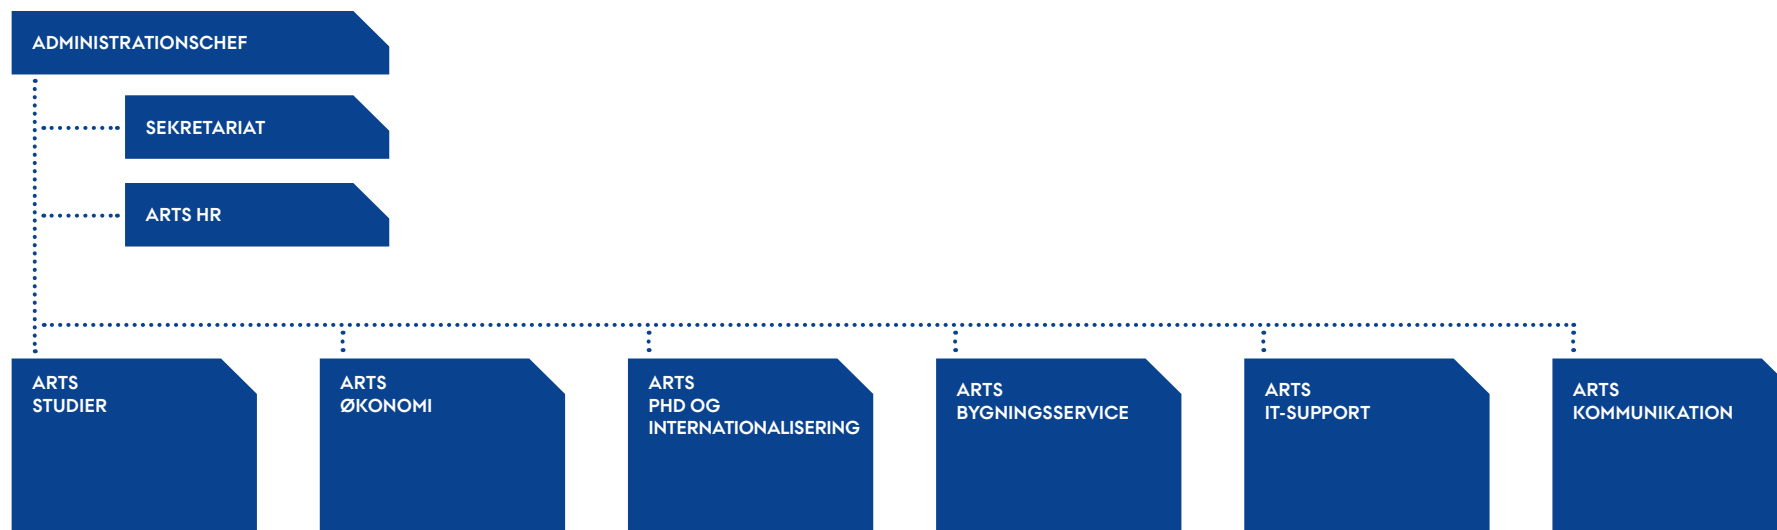 ADMINISTRATIONSCHEF
SEKRETARIAT
ARTS HR
ARTS
STUDIER
ARTS
ØKONOMI
ARTS
PHD OG
INTERNATIONALISERING
ARTS
BYGNINGSSERVICE
ARTS
IT-SUPPORT
ARTS
KOMMUNIKATION